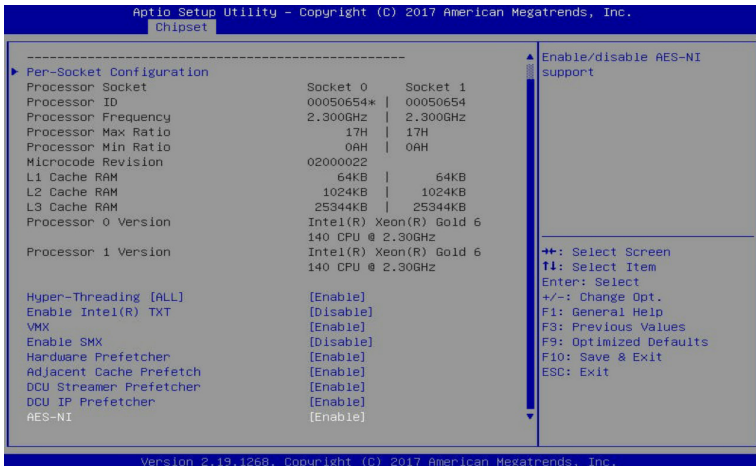 Aptio Setup Utility – Copyright (C) 2017 American Megatrends, Inc.
Chipset
Enable/disable AES-NI
support
Per-Socket Configuration
Processor Socket Socket 0 Socket 1
Processor ID 00050654* | 00050654
Processor Frequency 2.300GHz | 2.300GHz
Processor Max Ratio 17H | 17H
Processor Min Ratio 0AH | 0AH
Microcode Revision 02000022
L1 Cache RAM 64KB | 64KB
L2 Cache RAM 1024KB | 1024KB
L3 Cache RAM 25344KB | 25344KB
Processor 0 Version Intel(R) Xeon(R) Gold 6
140 CPU @ 2.30GHz
Processor 1 Version Intel(R) Xeon(R) Gold 6
140 CPU @ 2.30GHz
Hyper-Threading [ALL] [Enable]
Enable Intel(R) TXT [Disable]
VMX [Enable]
Enable SMX [Disable]
Hardware Prefetcher [Enable]
Adjacent Cache Prefetch [Enable]
DCU Streamer Prefetcher [Enable]
DCU IP Prefetcher [Enable]
AES-NI [Enable]
→←: Select Screen
↑↓: Select Item
Enter: Select
+/-: Change Opt.
F1: General Help
F3: Previous Values
F9: Optimized Defaults
F10: Save & Exit
ESC: Exit
Version 2.19.1268. Copyright (C) 2017 American Megatrends, Inc.